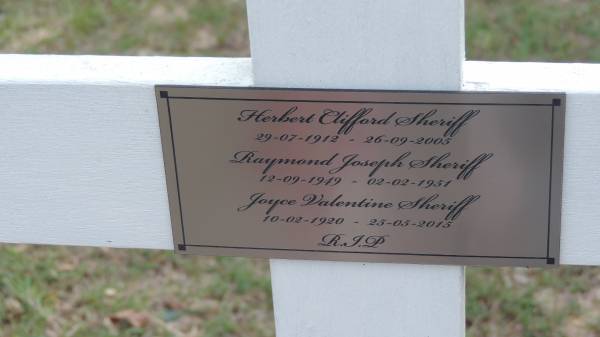 Herbert Clifford Sheriff
29-07-1912 - 26-09-2005
Raymond Joseph Sheriff
12-09-1949 - 02-02-1951
Joyce Valentine Sheriff
10-02-1920 - 25-05-2015
R.I.P